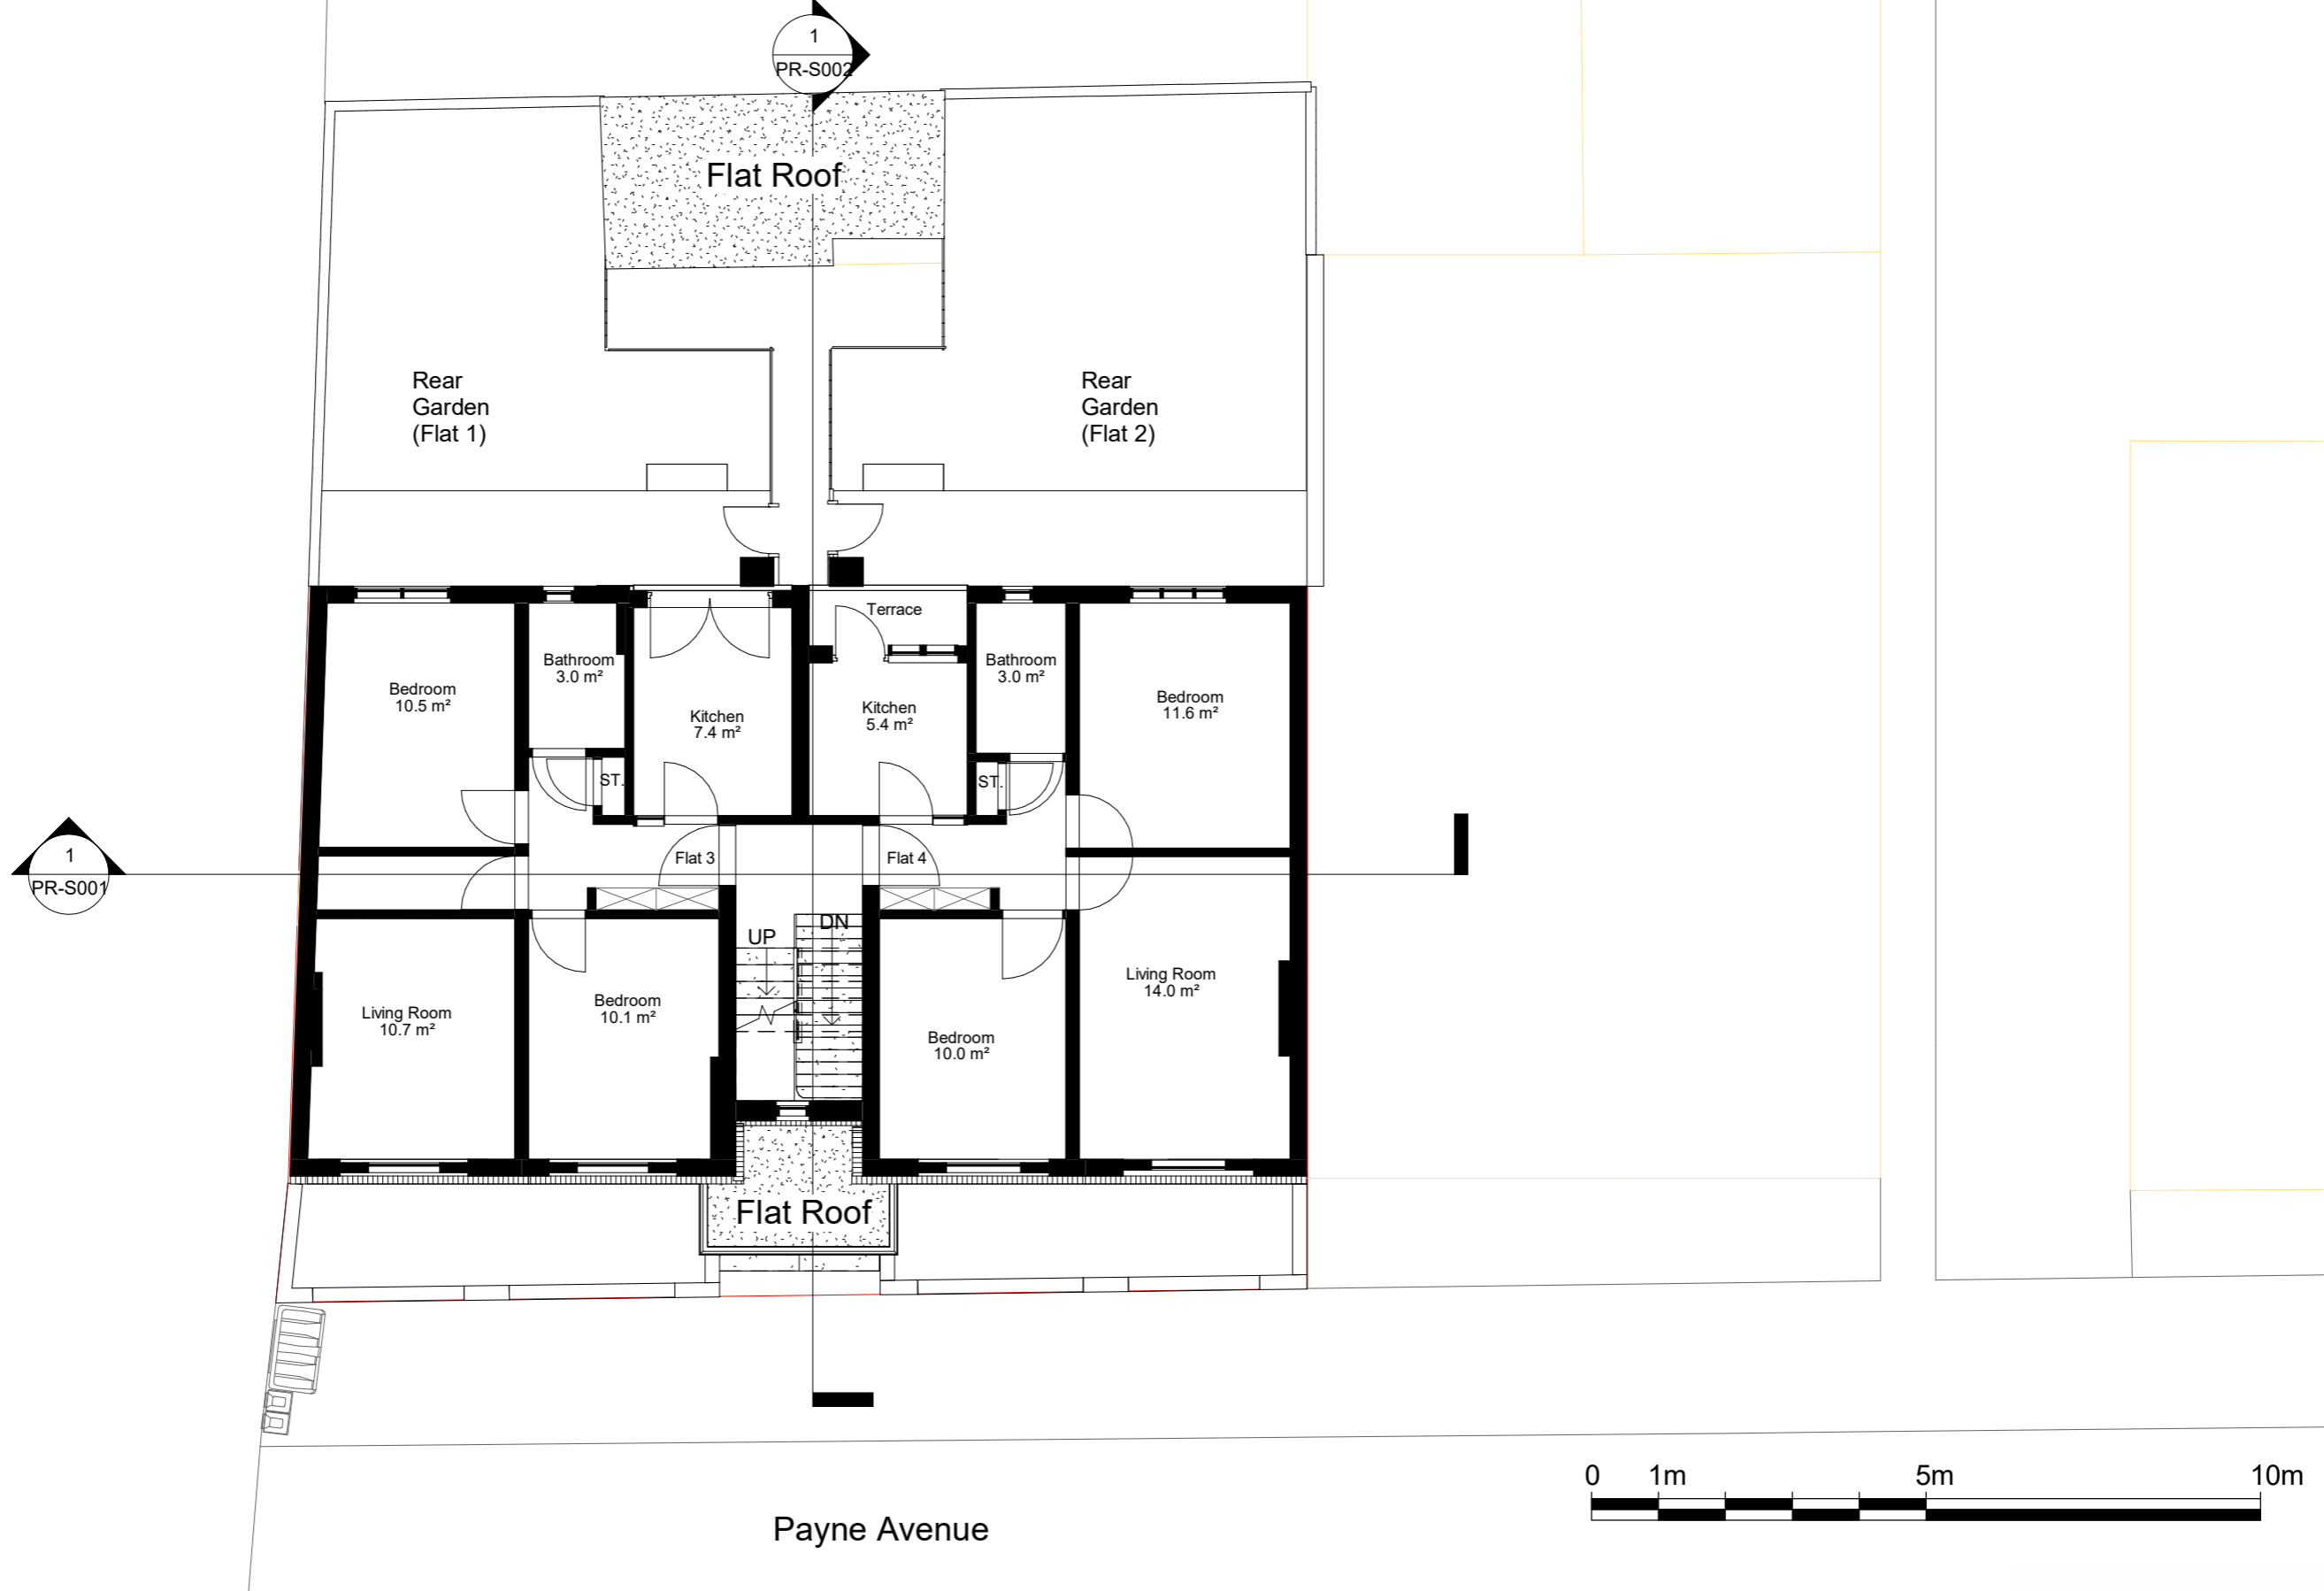 1
PR-S002
Flat Roof
Rear
Garden
(Flat 1)
Rear
Garden
(Flat 2)
Terrace
Bathroom
3.0 m²
Bathroom
3.0 m²
Bedroom
10.5 m²
Bedroom
11.6 m²
Kitchen
7.4 m²
Kitchen
5.4 m²
ST.
ST.
1
PR-S001
Flat 3
Flat 4
UP
DN
Living Room
10.7 m²
Bedroom
10.1 m²
Bedroom
10.0 m²
Living Room
14.0 m²
Flat Roof
0 1m 5m 10m
Payne Avenue